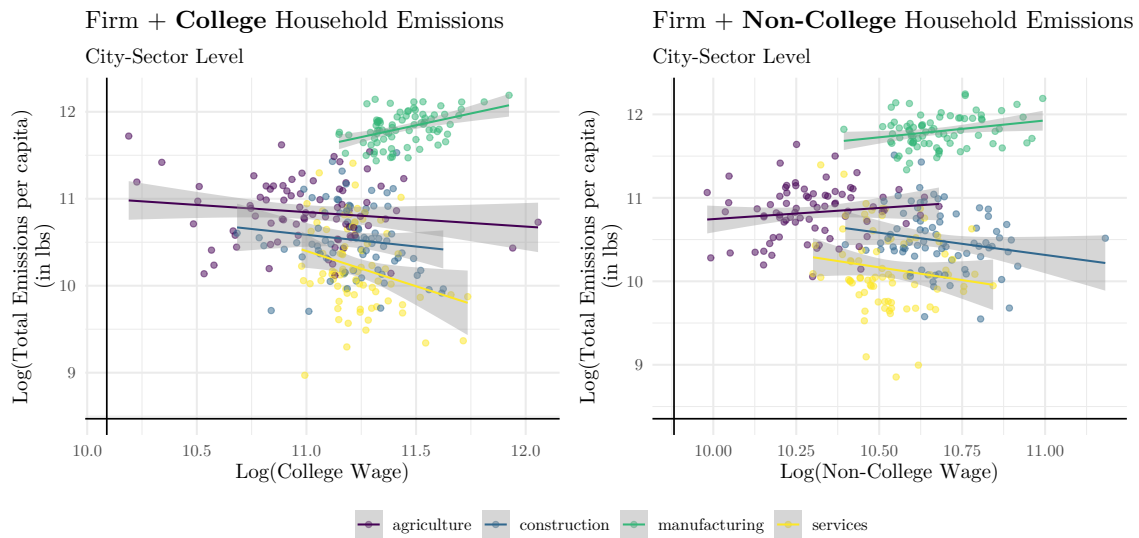 Firm + College Household Emissions
City-Sector Level
Log(Total Emissions per capita)
(in lbs)
12
11
10
9
10.0
10.5
11.0
11.5
12.0
Log(College Wage)
Firm + Non-College Household Emissions
City-Sector Level
Log(Total Emissions per capita)
(in lbs)
12
11
10
9
10.00
10.25
10.50
10.75
11.00
Log(Non-College Wage)
agriculture
construction
manufacturing
services